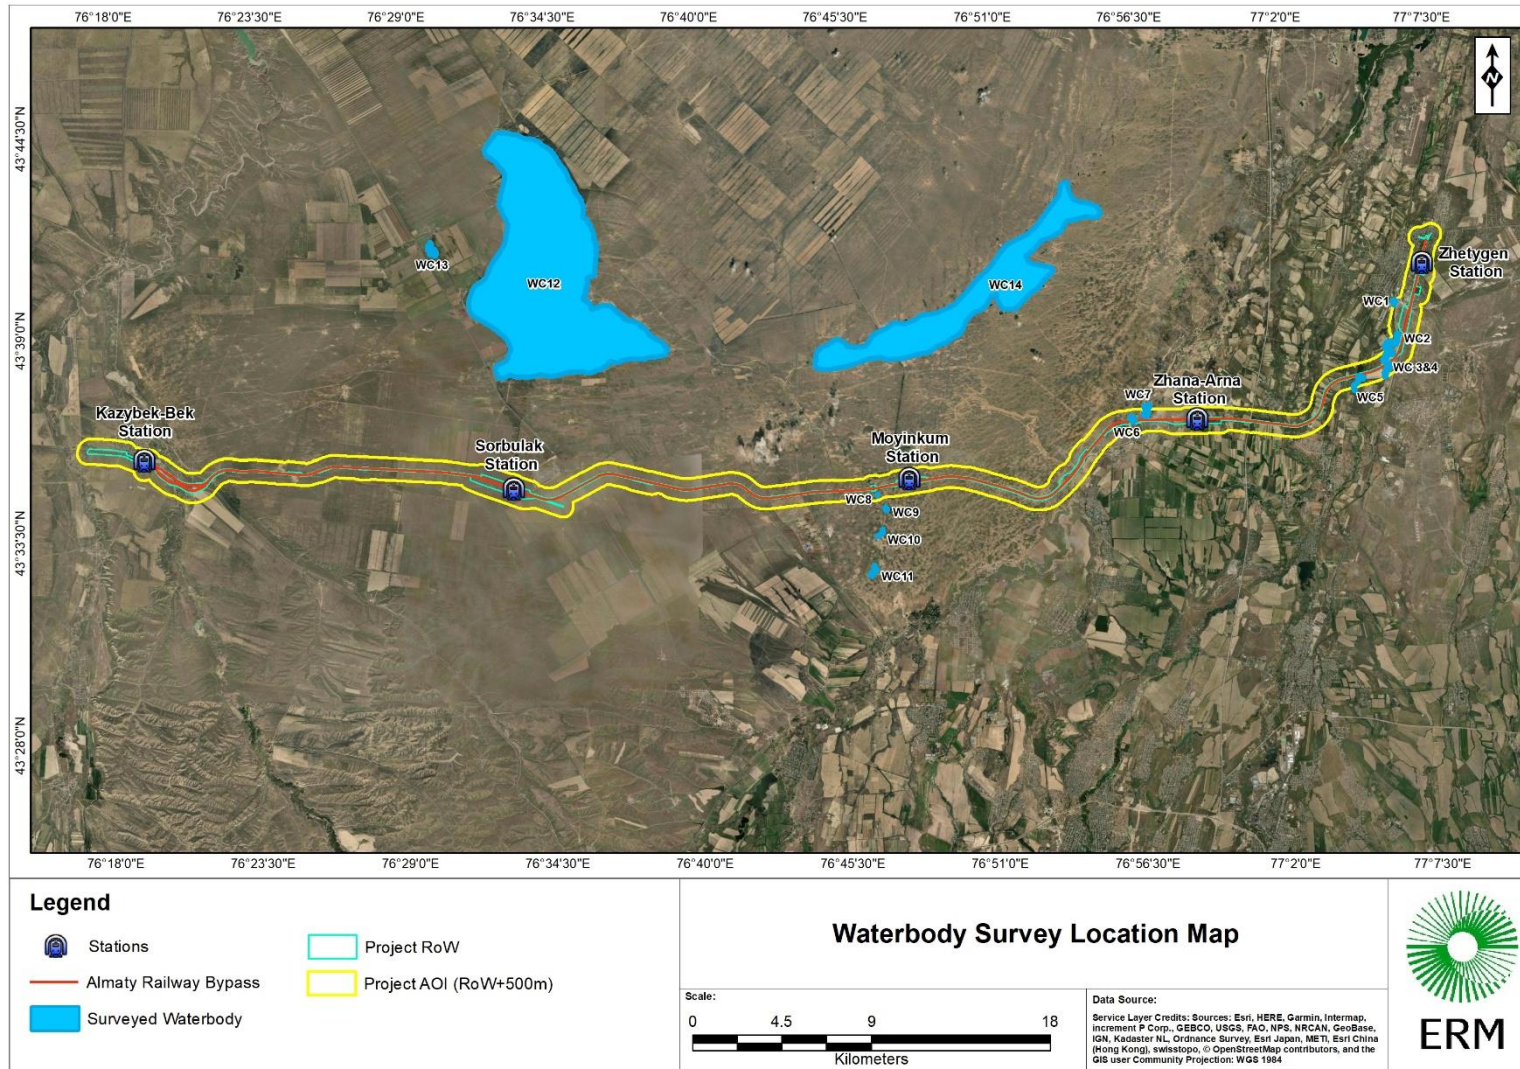 76°18'0"E 76°23'30"E 76°29'0"E 76°34'30"E 76°40'0"E 76°45'30"E 76°51'0"E 76°56'30"E 77°2'0"E 77°7'30"E
N
43°44'30"N
43°39'0"N
43°33'30"N
43°28'0"N
WC13
WC12
WC14
Zhetygen
Station
WC1
WC2
WC 3&4
WC5
Zhana-Arna
Station
WC7
WC6
Kazybek-Bek
Station
Sorbulak
Station
Moyinkum
Station
WC8
WC9
WC10
WC11
76°18'0"E 76°23'30"E 76°29'0"E 76°34'30"E 76°40'0"E 76°45'30"E 76°51'0"E 76°56'30"E 77°2'0"E 77°7'30"E
Legend
Stations
Almaty Railway Bypass
Surveyed Waterbody
Project RoW
Project AOI (RoW+500m)
Waterbody Survey Location Map
Scale:
0 4.5 9 18
Kilometers
Data Source:
Service Layer Credits: Sources: Esri, HERE, Garmin, Intermap,
increment P Corp., GEBCO, USGS, FAO, NPS, NRCAN, GeoBase,
IGN, Kadaster NL, Ordnance Survey, Esri Japan, METI, Esri China
(Hong Kong), swisstopo, © OpenStreetMap contributors, and the
GIS user Community Projection: WGS 1984
ERM